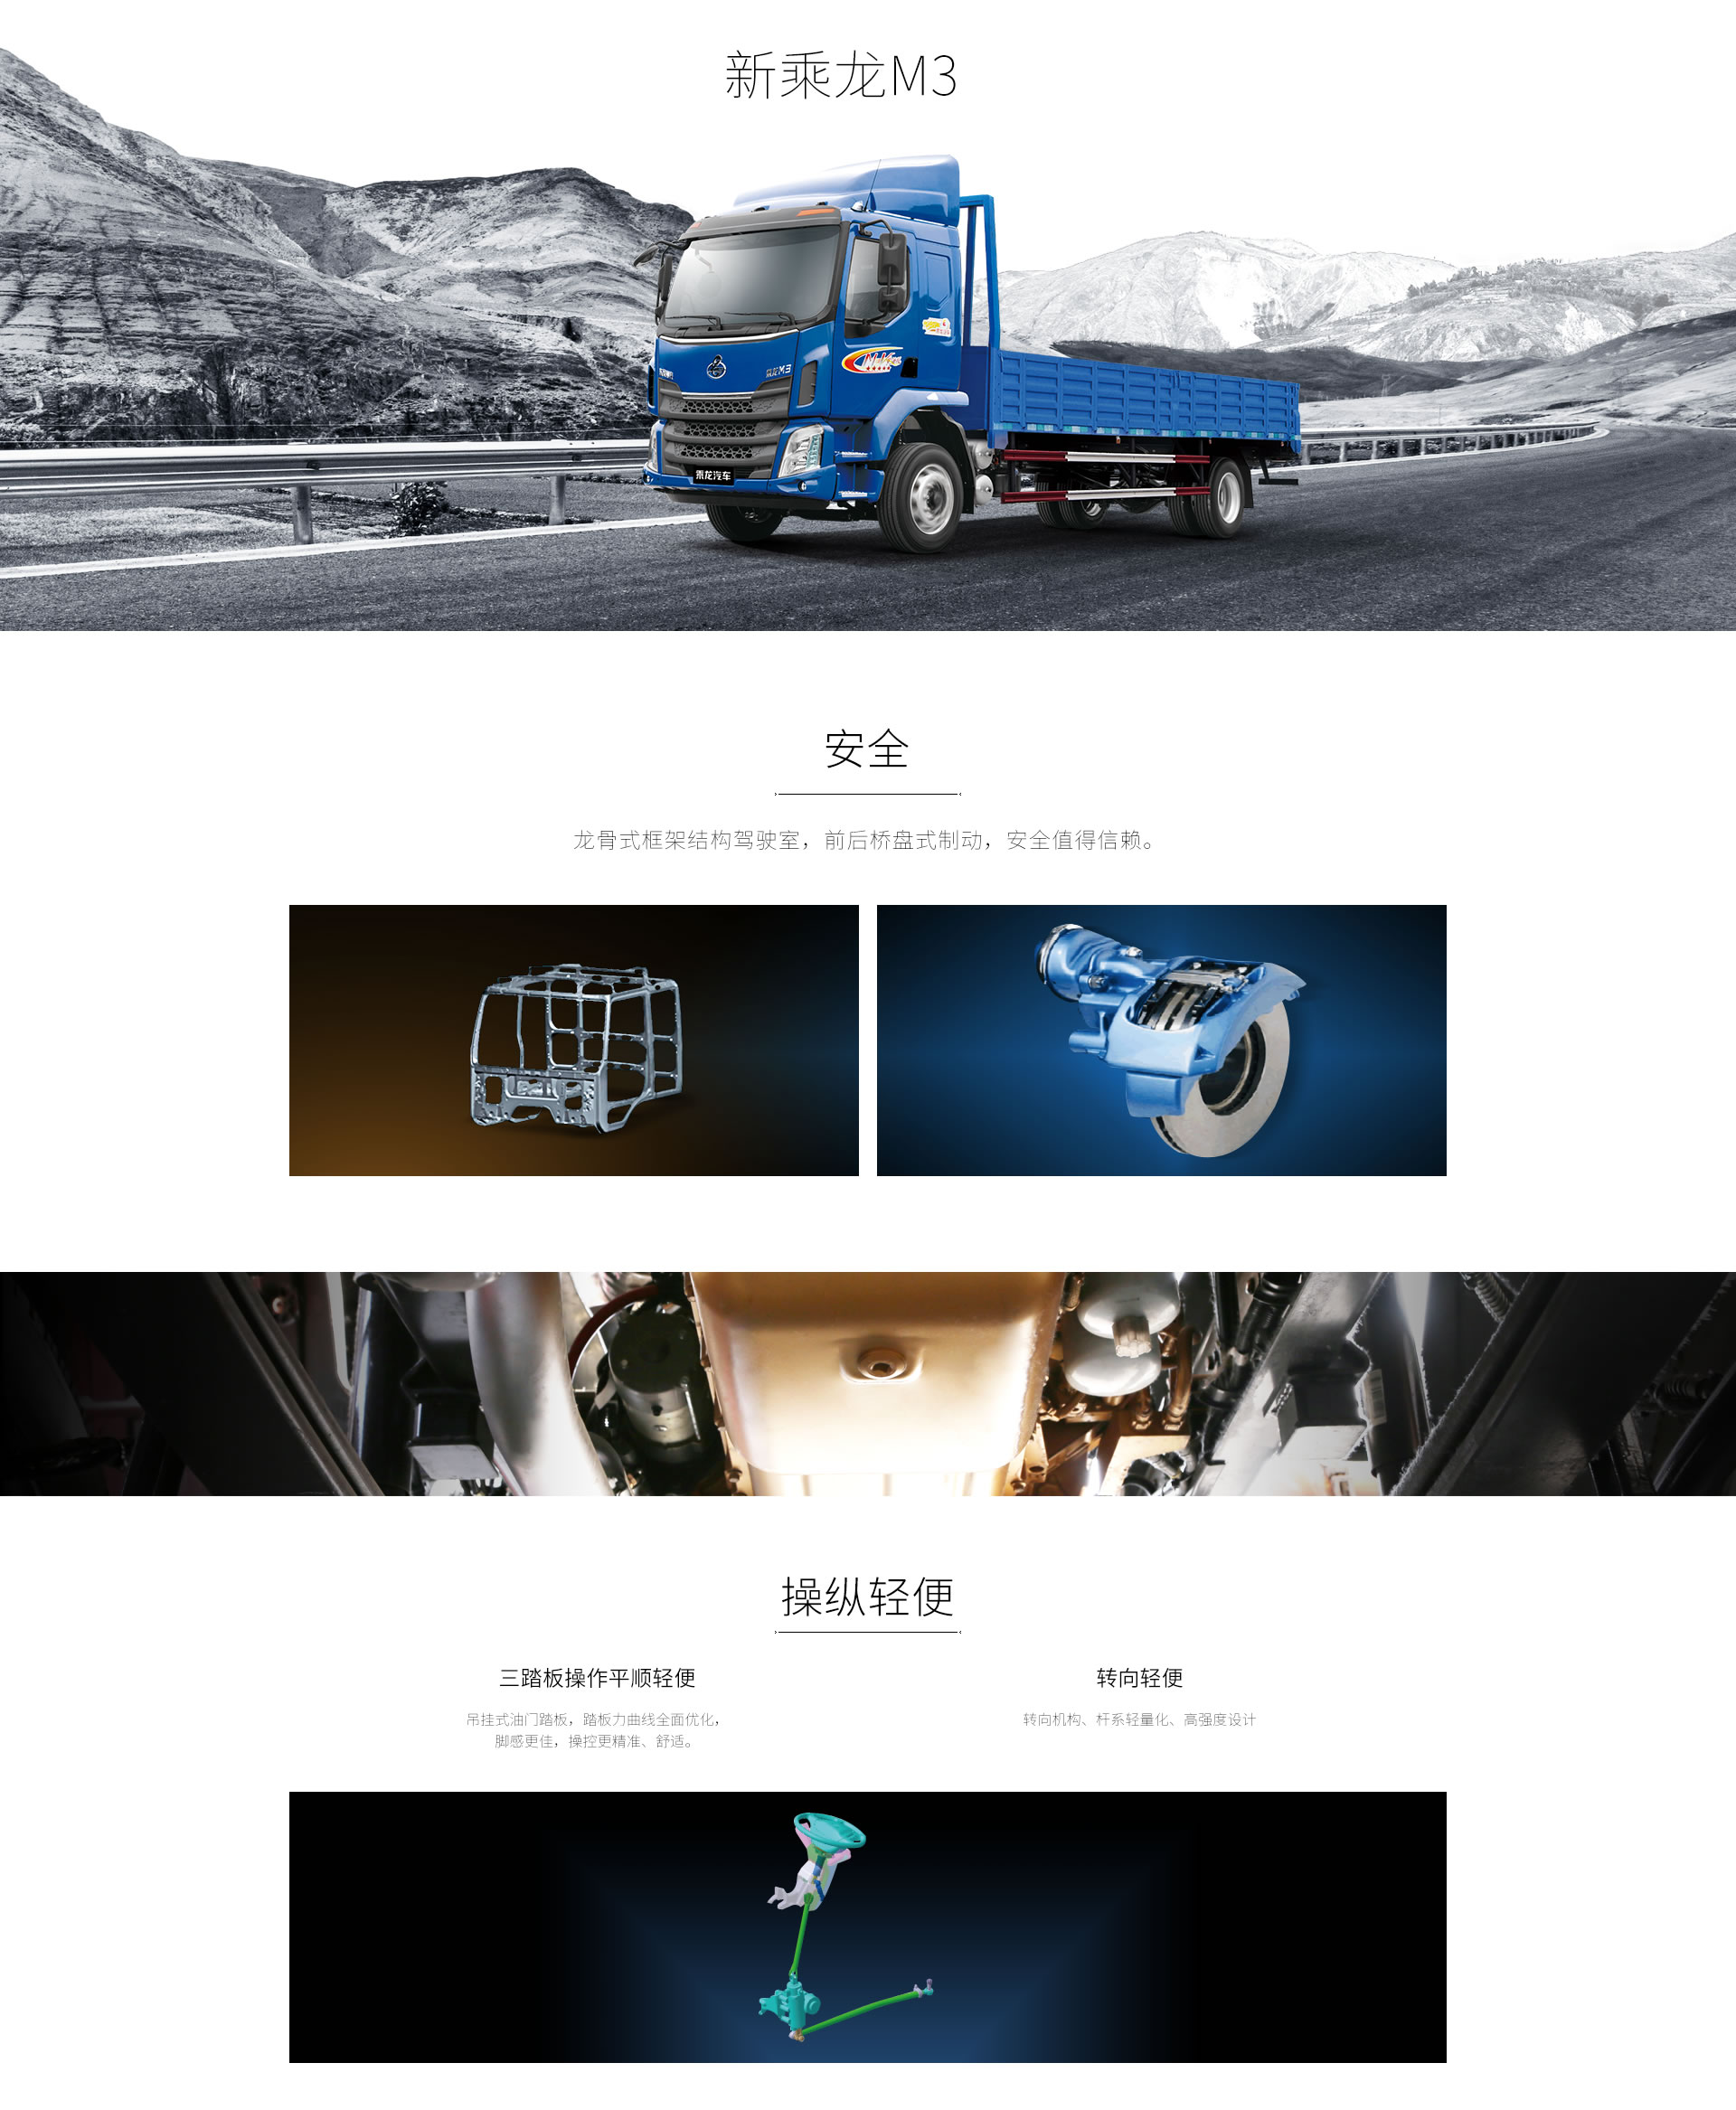 新乘龙M3
乘龙M3
乘龙汽车
安全
龙骨式框架结构驾驶室，前后桥盘式制动，安全值得信赖。
操纵轻便
三踏板操作平顺轻便
吊挂式油门踏板，踏板力曲线全面优化，
脚感更佳，操控更精准、舒适。
转向轻便
转向机构、杆系轻量化、高强度设计